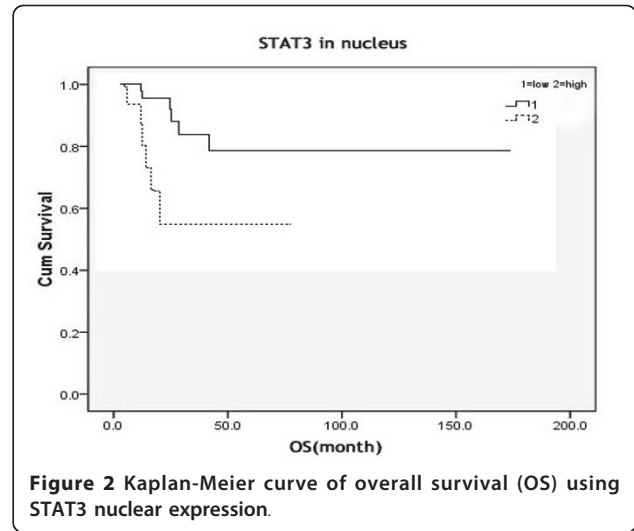 STAT3 in nucleus
1=low 2=high
1
2
1.0
0.8
0.6
0.4
0.2
0.0
Cum Survival
0.0 50.0 100.0 150.0 200.0
OS(month)
Figure 2 Kaplan-Meier curve of overall survival (OS) using
STAT3 nuclear expression.